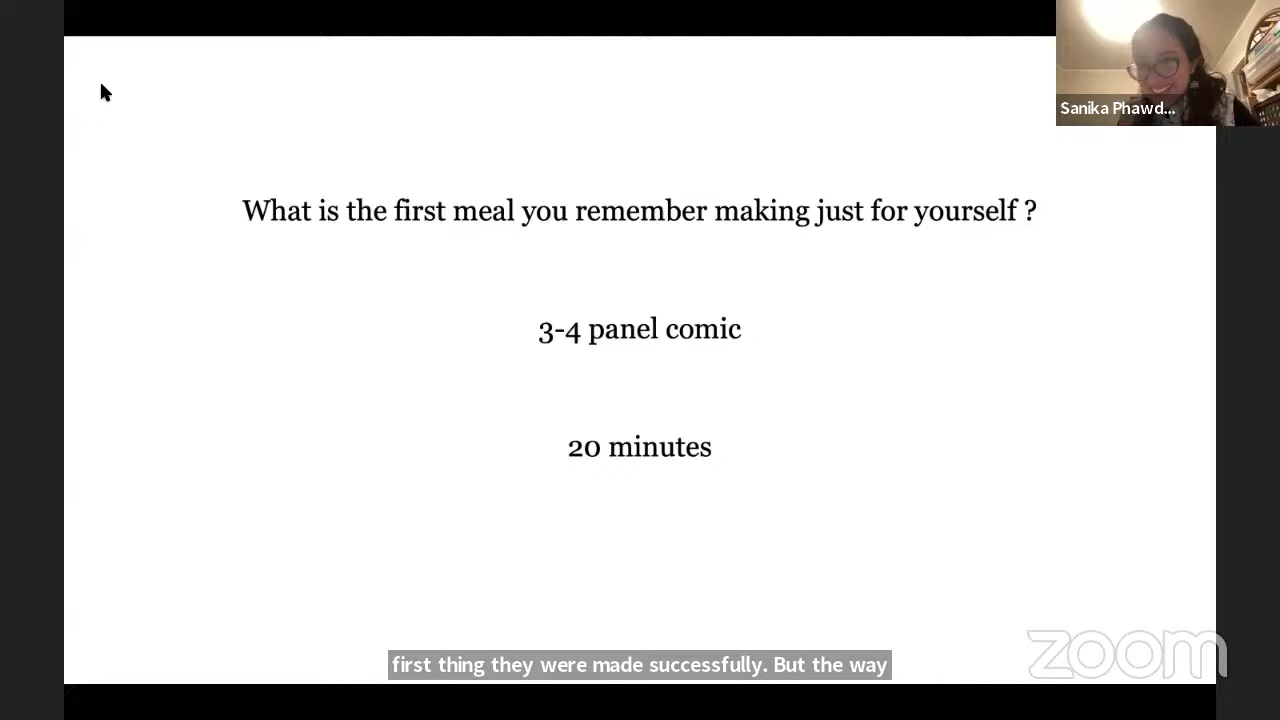 Sanika Phawd...
What is the first meal you remember making just for yourself ?
3-4 panel comic
20 minutes
first thing they were made successfully. But the way
zoom